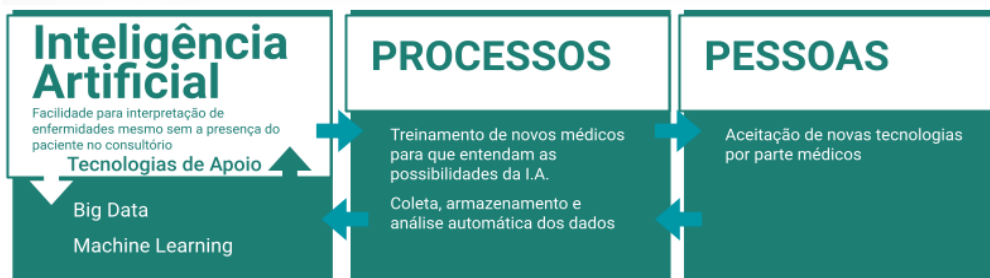 Inteligência
Artificial
Facilidade para interpretação de
enfermidades mesmo sem a presença do
paciente no consultório
Tecnologias de Apoio
Big Data
Machine Learning
PROCESSOS
Treinamento de novos médicos
para que entendam as
possibilidades da I.A.
Coleta, armazenamento e
análise automática dos dados
PESSOAS
Aceitação de novas tecnologias
por parte médicos